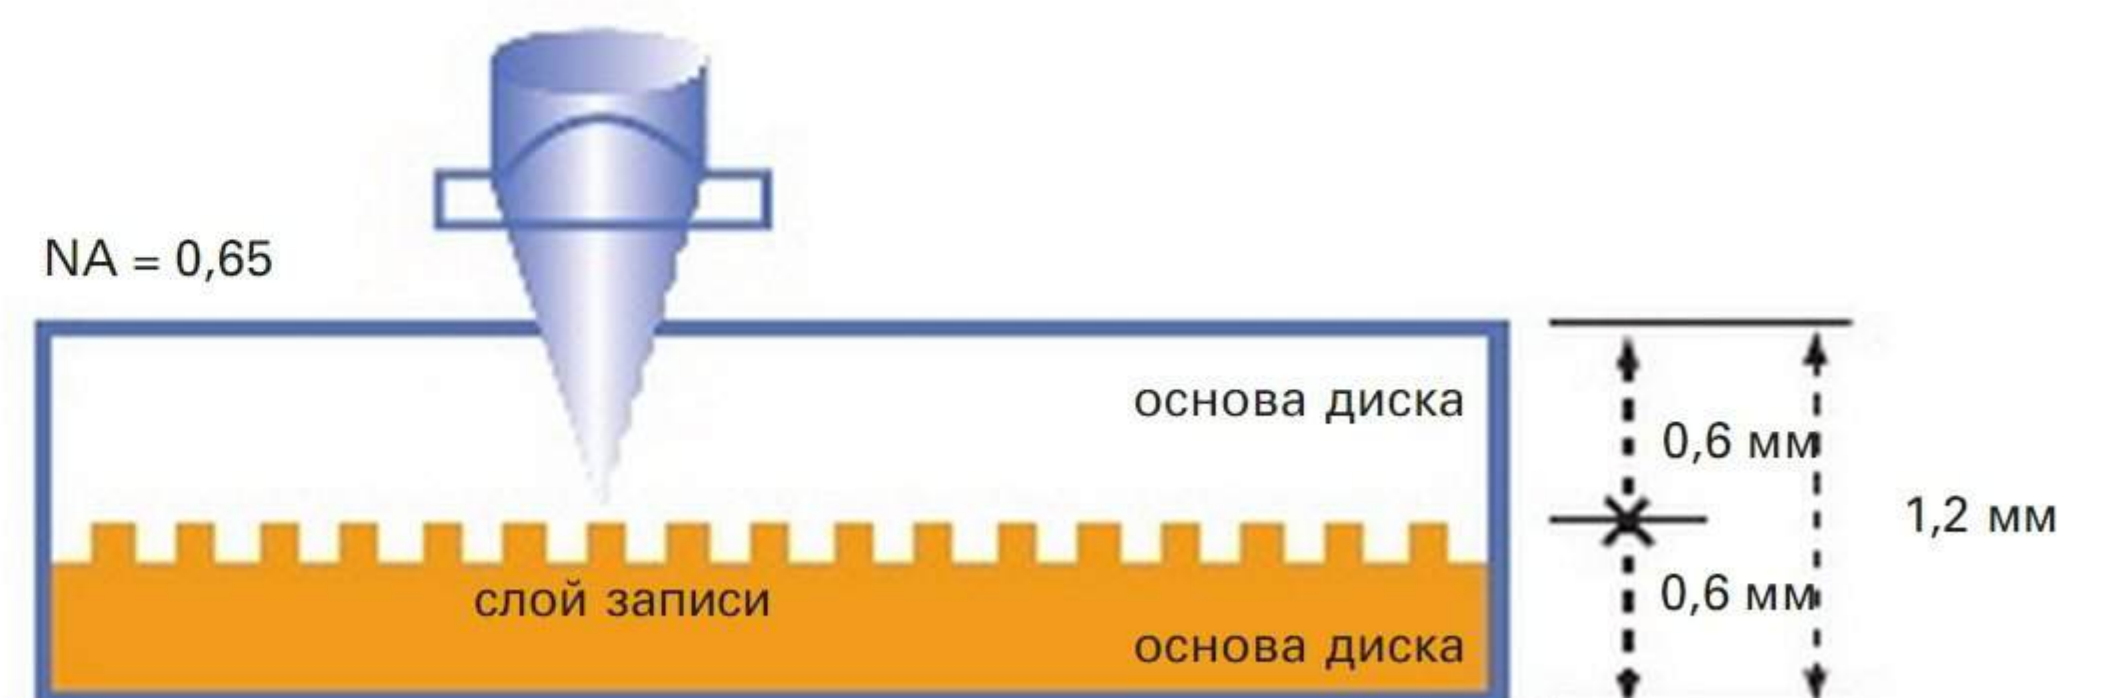 NA = 0,65
основа диска
0,6 мм
1,2 мм
слой записи
0,6 мм
основа диска